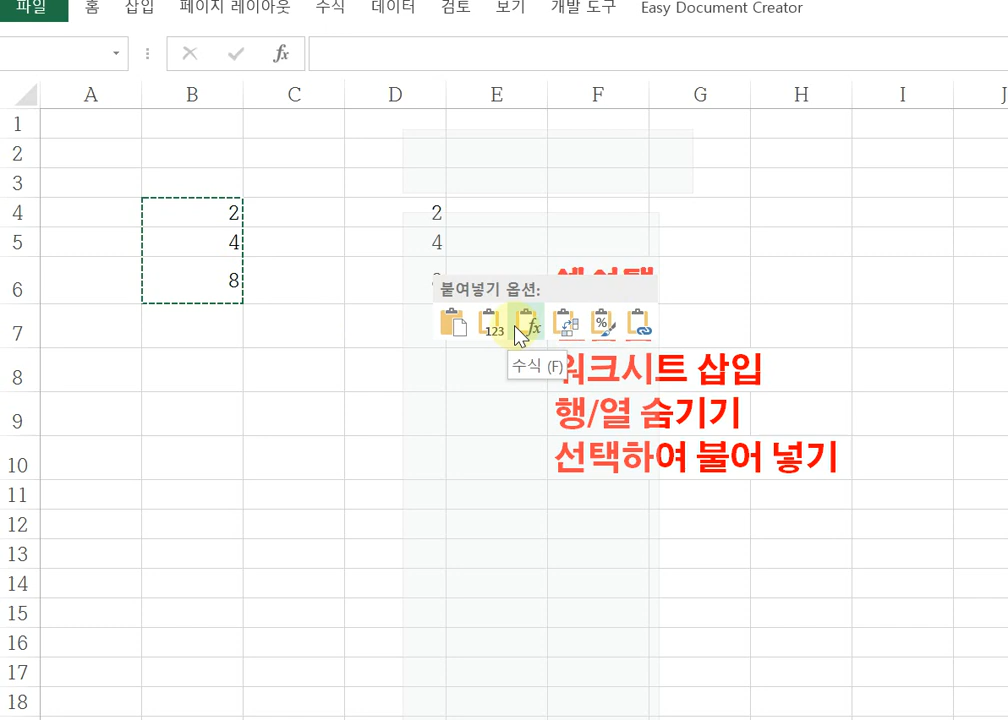 파일 홈 삽입 페이지 레이아웃 수식 데이터 검토 보기 개발 도구 Easy Document Creator
fx
A B C D E F G H I J
1
2
3
4 2 2
5 4 4
6 8
붙여넣기 옵션:
123 fx %
7
수식 (F)
8 워크시트 삽입
9 행/열 숨기기
10 선택하여 불어 넣기
11
12
13
14
15
16
17
18